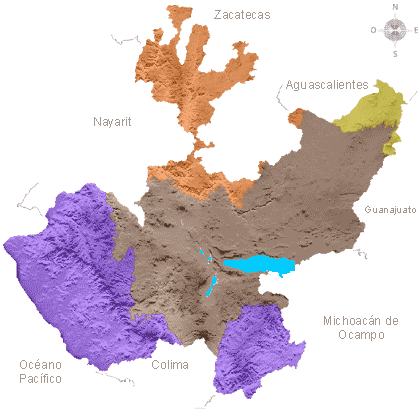 Zacatecas
N
O
E
S
Aguascalientes
Nayarit
Guanajuato
Michoacán de
Ocampo
Océano
Pacífico
Colima